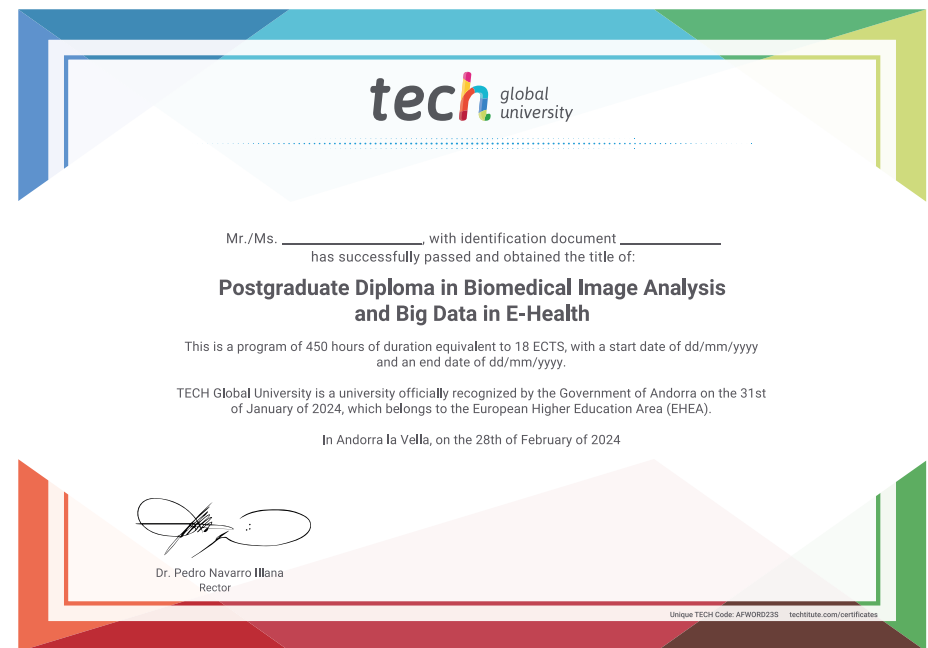 tech global university
Mr./Ms. ____________, with identification document ____________
has successfully passed and obtained the title of:
Postgraduate Diploma in Biomedical Image Analysis
and Big Data in E-Health
This is a program of 450 hours of duration equivalent to 18 ECTS, with a start date of dd/mm/yyyy
and an end date of dd/mm/yyyy.
TECH Global University is a university officially recognized by the Government of Andorra on the 31st
of January of 2024, which belongs to the European Higher Education Area (EHEA).
In Andorra la Vella, on the 28th of February of 2024
Dr. Pedro Navarro Illana
Rector
Unique TECH Code: AFWORD23S techtitute.com/certificates